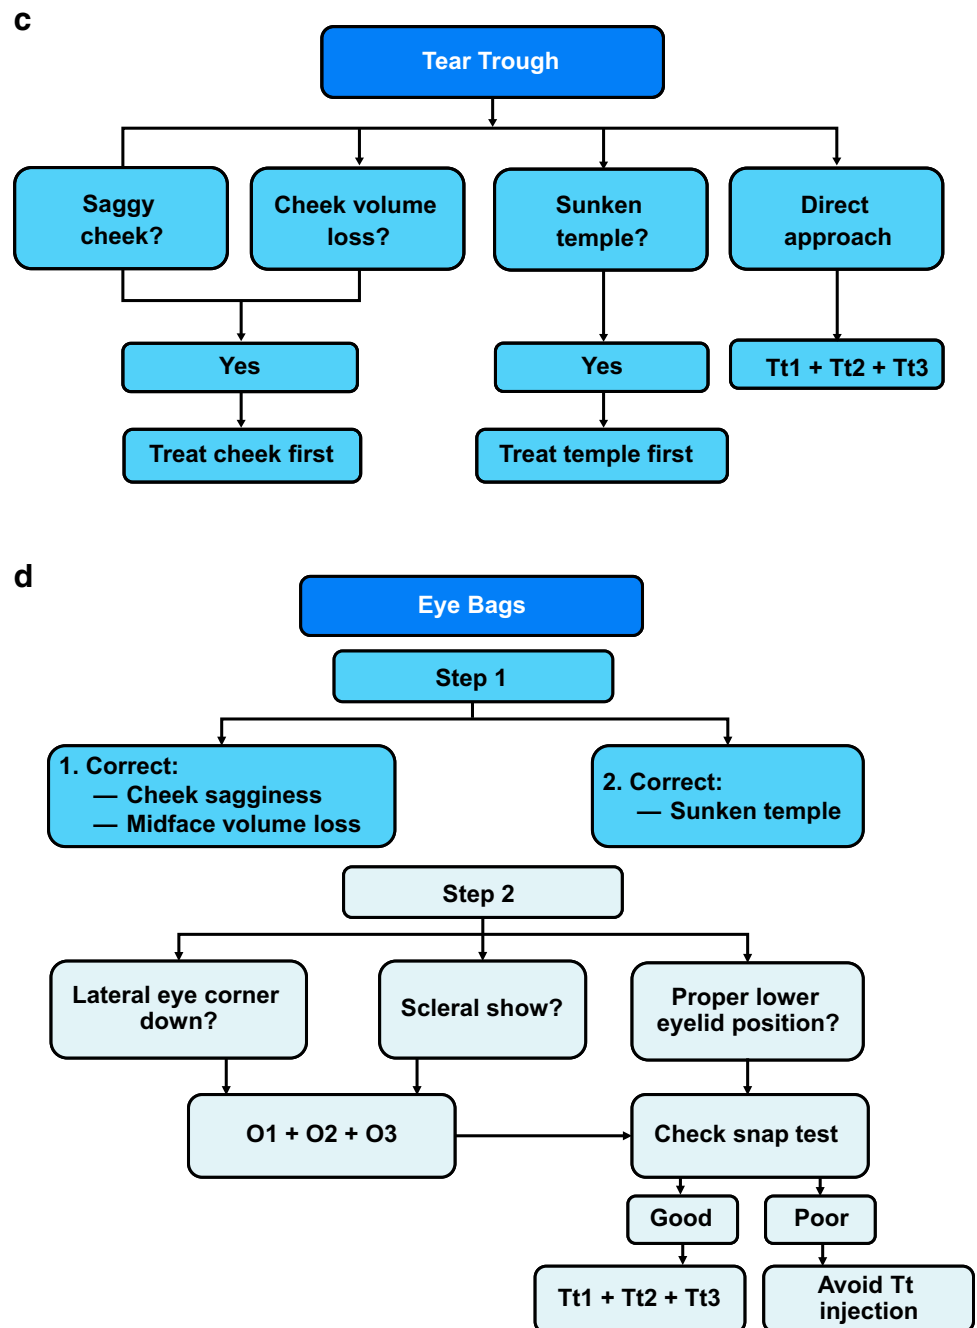 c
Tear Trough
Saggy
cheek?
Cheek volume
loss?
Sunken
temple?
Direct
approach
Yes
Yes
Tt1 + Tt2 + Tt3
Treat cheek first
Treat temple first
d
Eye Bags
Step 1
1. Correct:
— Cheek sagginess
— Midface volume loss
2. Correct:
— Sunken temple
Step 2
Lateral eye corner
down?
Scleral show?
Proper lower
eyelid position?
O1 + O2 + O3
Check snap test
Good
Poor
Tt1 + Tt2 + Tt3
Avoid Tt
injection